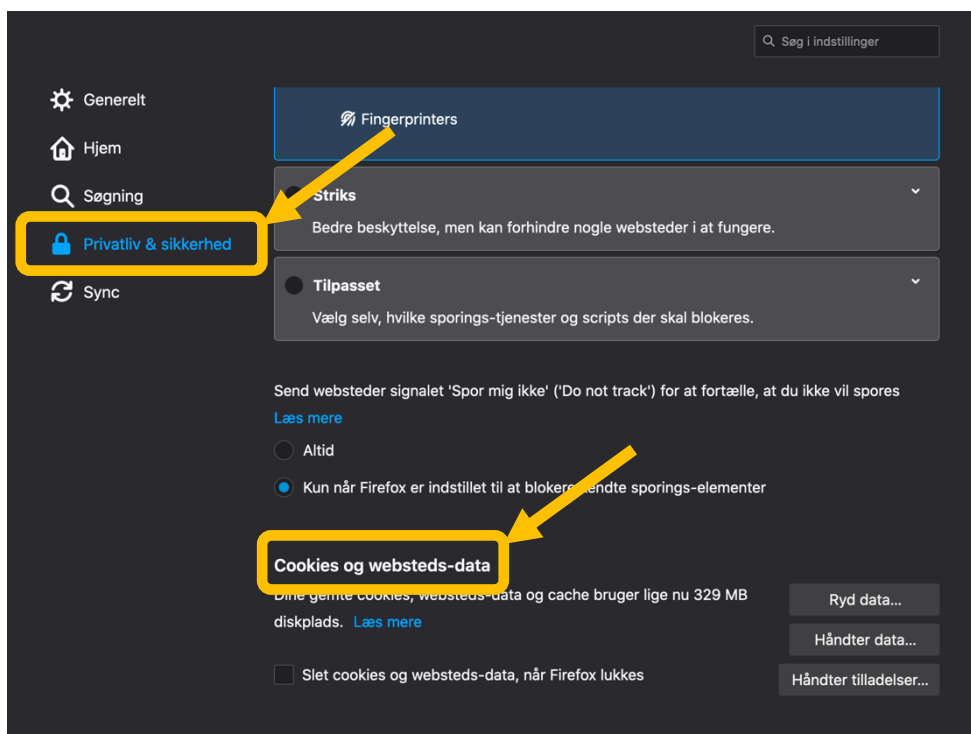 Søg i indstillinger
Generelt
Hjem
Søgning
Privatliv & sikkerhed
Sync
Fingerprinters
Striks
Bedre beskyttelse, men kan forhindre nogle websteder i at fungere.
Tilpasset
Vælg selv, hvilke sporings-tjenester og scripts der skal blokeres.
Send websteder signalet 'Spor mig ikke' ('Do not track') for at fortælle, at du ikke vil spores
Læs mere
Altid
Kun når Firefox er indstillet til at blokere kendte sporings-elementer
Cookies og websteds-data
Dine gemte cookies, websteds-data og cache bruger lige nu 329 MB
diskplads. Læs mere
Ryd data...
Håndter data...
Slet cookies og websteds-data, når Firefox lukkes
Håndter tilladelser...